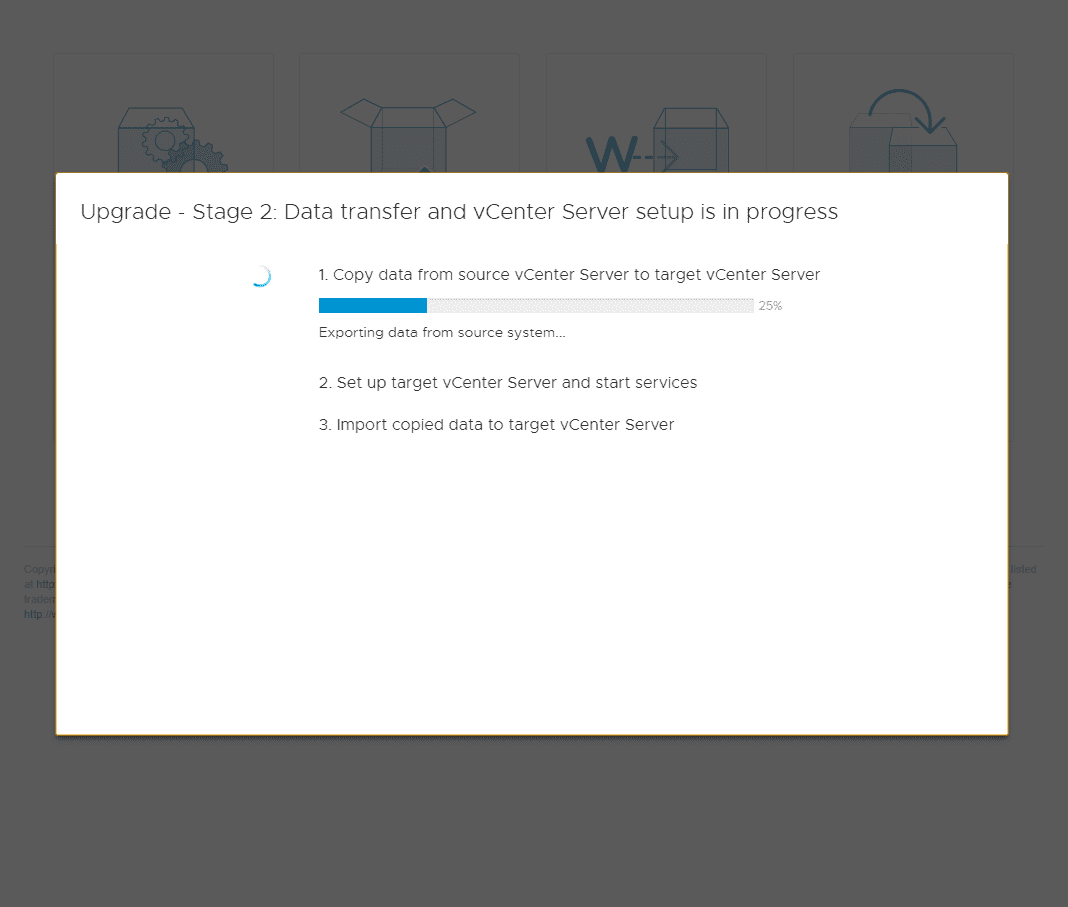 W
Upgrade - Stage 2: Data transfer and vCenter Server setup is in progress
1. Copy data from source vCenter Server to target vCenter Server
25%
Exporting data from source system...
2. Set up target vCenter Server and start services
3. Import copied data to target vCenter Server
listed
at